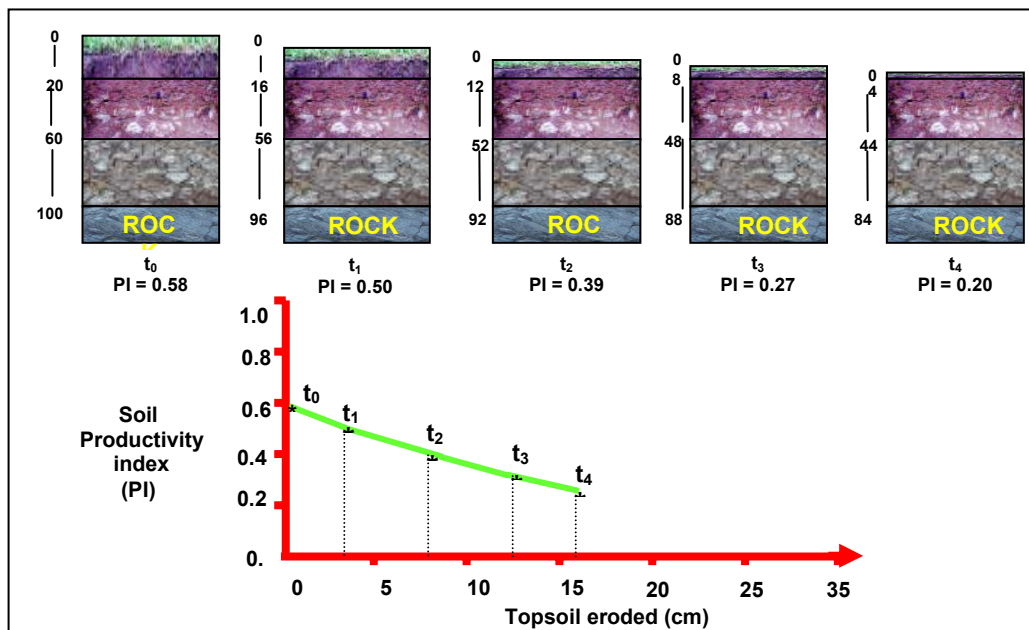 0
20
60
100
ROC
K
t₀
PI = 0.58
0
16
56
96
ROCK
t₁
PI = 0.50
0
12
52
92
ROCK
t₂
PI = 0.39
0
8
48
88
ROCK
t₃
PI = 0.27
0
4
44
84
ROCK
t₄
PI = 0.20
Soil
Productivity
index
(PI)
1.0
0.8
0.6
0.4
0.2
0.
t₀
t₁
t₂
t₃
t₄
0 5 10 15 20 25 35
Topsoil eroded (cm)